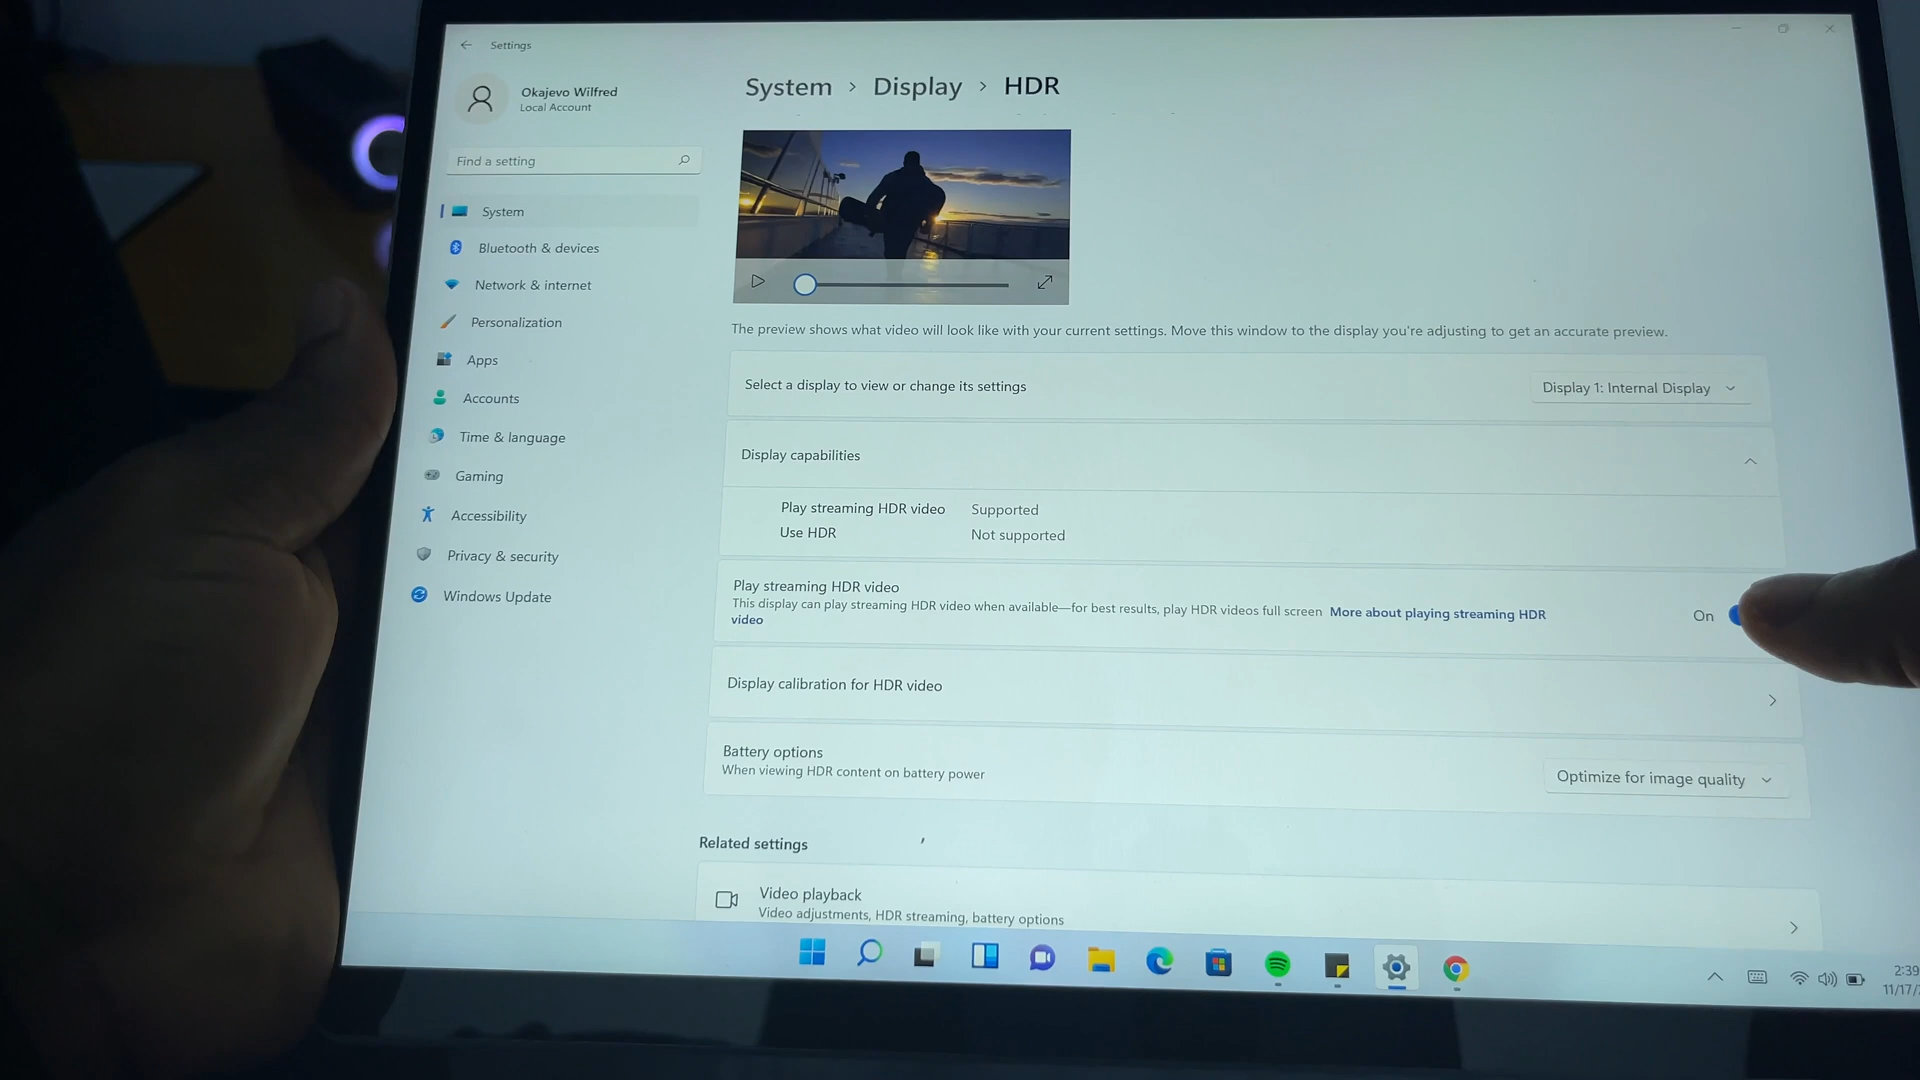 Settings
Okajevo Wilfred
Local Account
Find a setting
System
Bluetooth & devices
Network & internet
Personalization
Apps
Accounts
Time & language
Gaming
Accessibility
Privacy & security
Windows Update
System > Display > HDR
The preview shows what video will look like with your current settings. Move this window to the display you're adjusting to get an accurate preview.
Select a display to view or change its settings
Display 1: Internal Display
Display capabilities
Play streaming HDR video Supported
Use HDR Not supported
Play streaming HDR video
This display can play streaming HDR video when available—for best results, play HDR videos full screen More about playing streaming HDR
video
On
Display calibration for HDR video
Battery options
When viewing HDR content on battery power
Optimize for image quality
Related settings
Video playback
Video adjustments, HDR streaming, battery options
2:39
11/17/